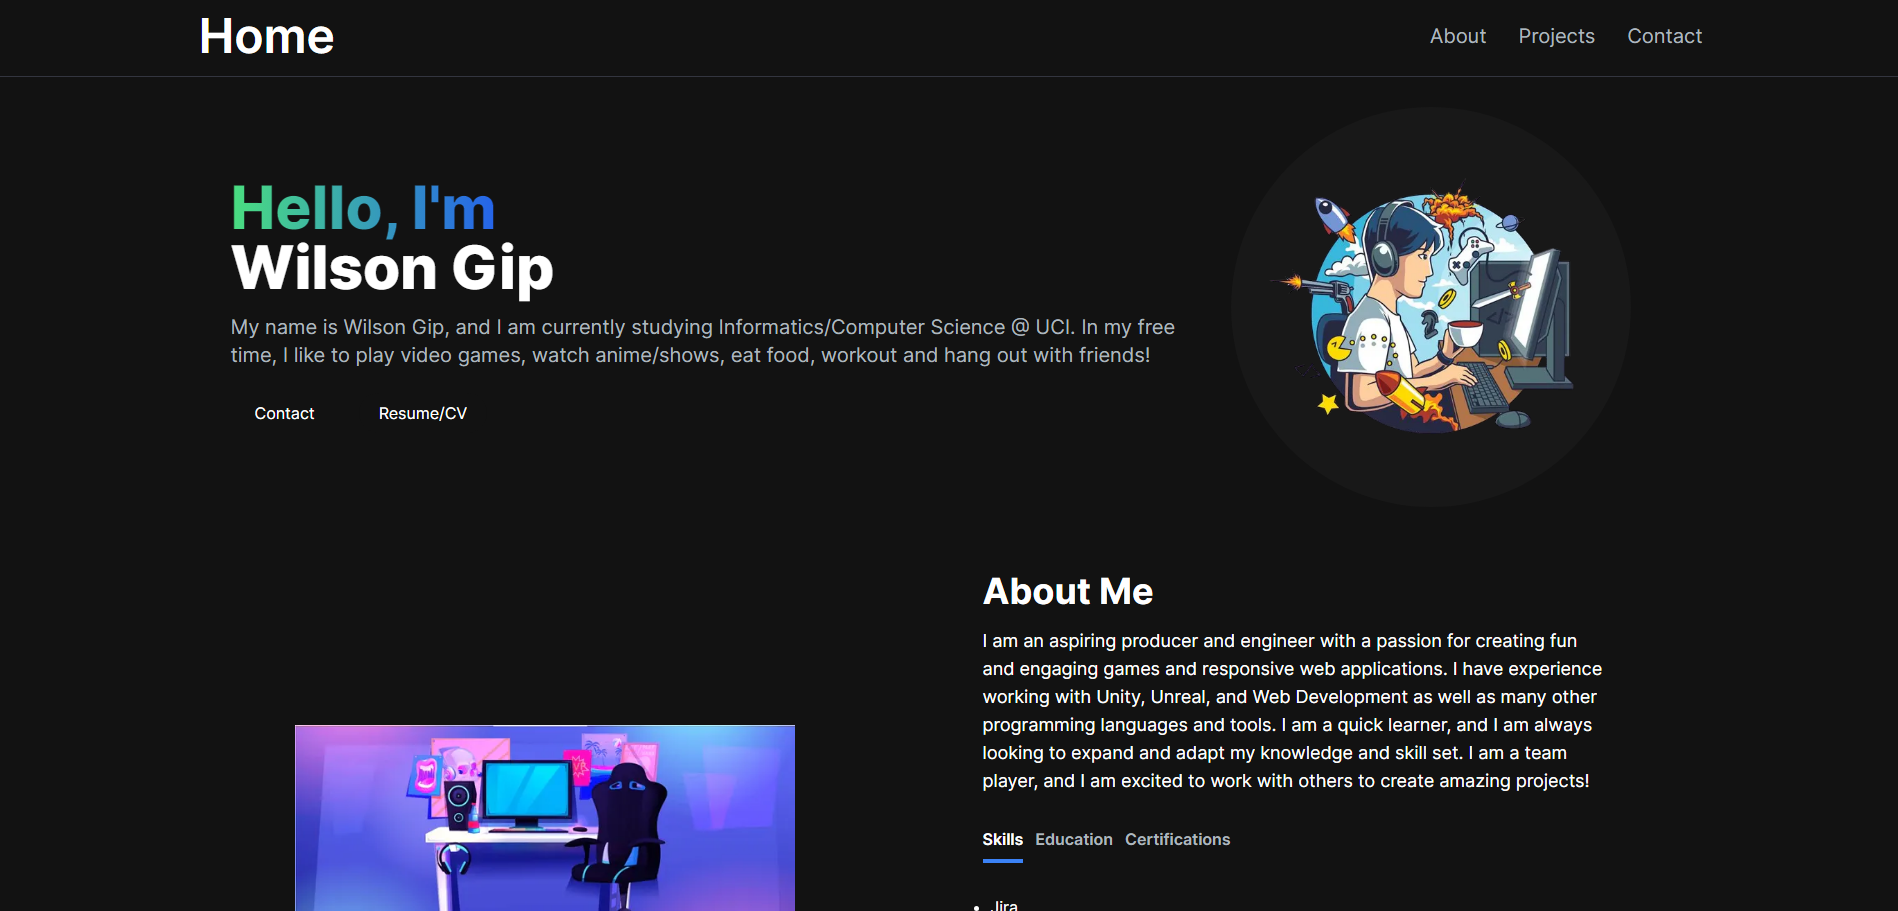 Home
About Projects Contact
Hello, I'm
Wilson Gip
My name is Wilson Gip, and I am currently studying Informatics/Computer Science @ UCI. In my free
time, I like to play video games, watch anime/shows, eat food, workout and hang out with friends!
Contact Resume/CV
About Me
I am an aspiring producer and engineer with a passion for creating fun
and engaging games and responsive web applications. I have experience
working with Unity, Unreal, and Web Development as well as many other
programming languages and tools. I am a quick learner, and I am always
looking to expand and adapt my knowledge and skill set. I am a team
player, and I am excited to work with others to create amazing projects!
Skills Education Certifications
Jira